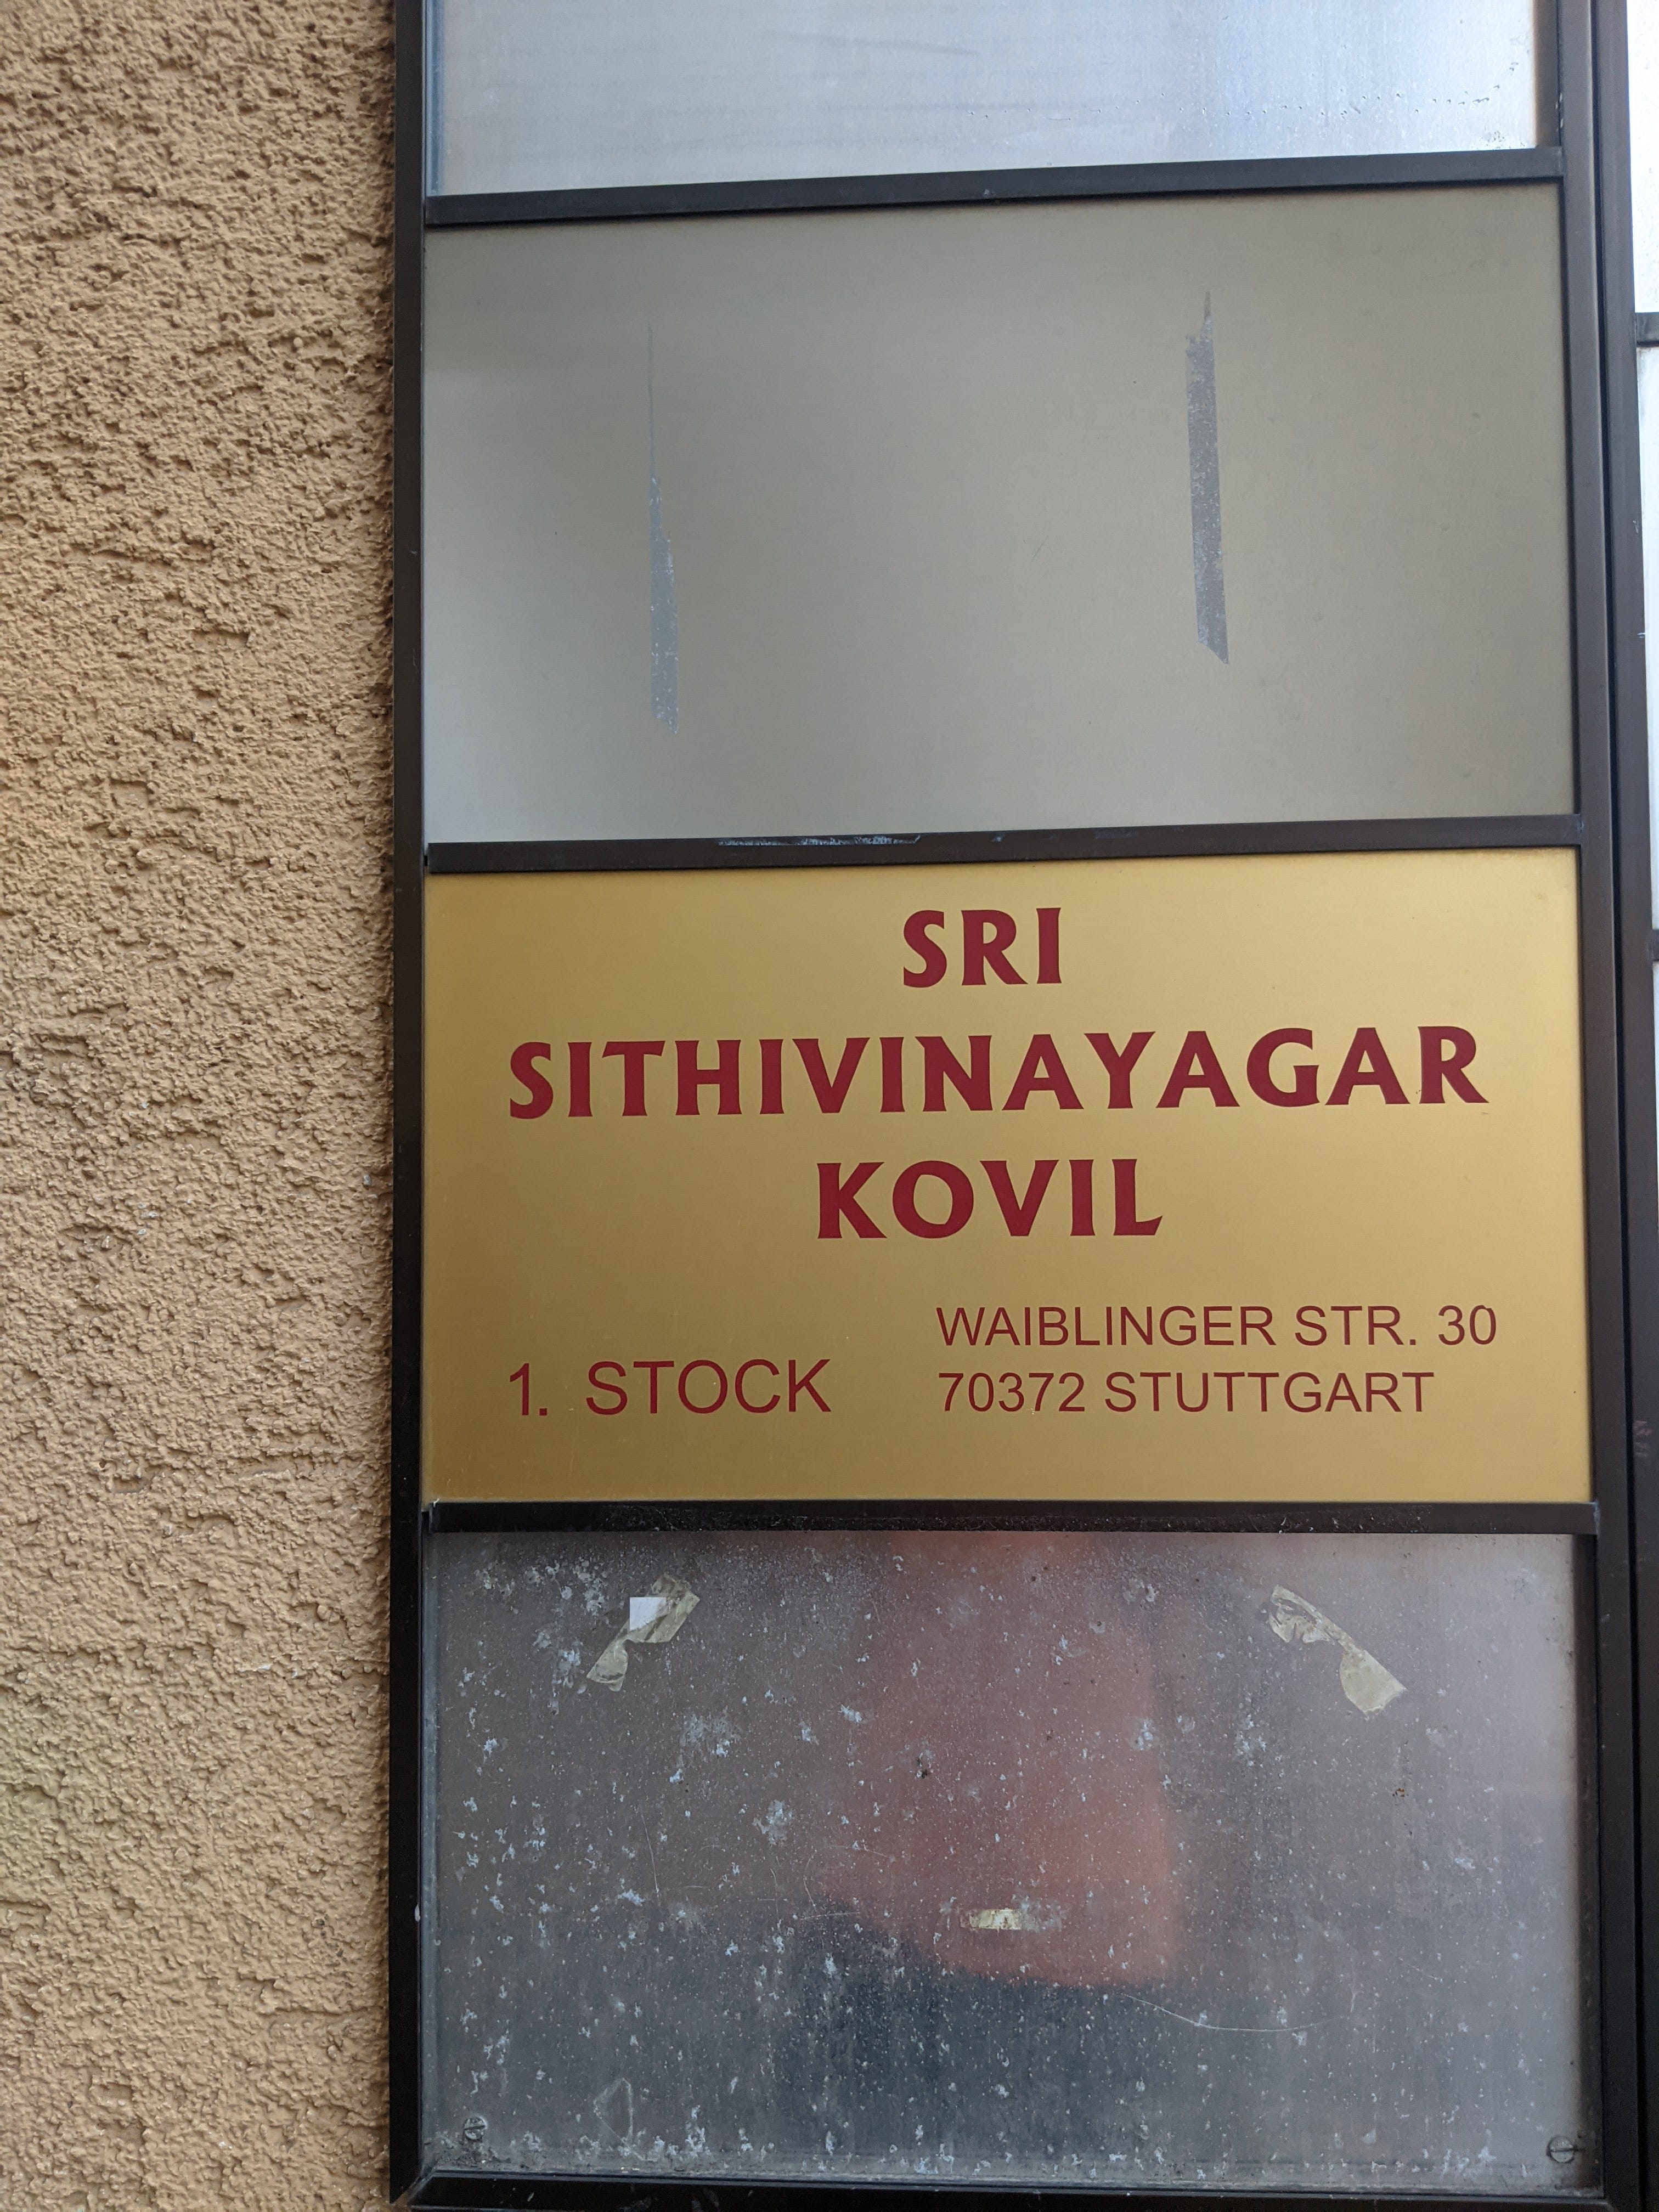 SRI
SITHIVINAYAGAR
KOVIL
1. STOCK
WAIBLINGER STR. 30
70372 STUTTGART